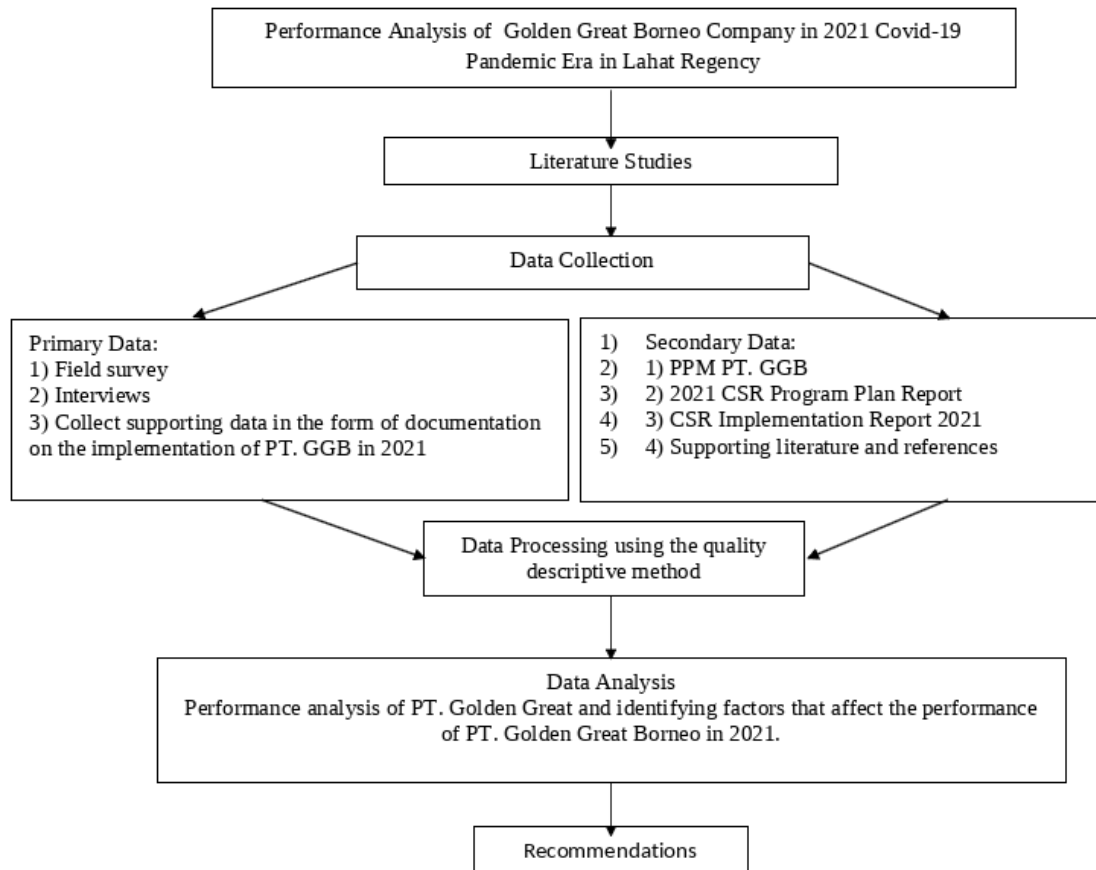 Performance Analysis of Golden Great Borneo Company in 2021 Covid-19
Pandemic Era in Lahat Regency
Literature Studies
Data Collection
Primary Data:
1) Field survey
2) Interviews
3) Collect supporting data in the form of documentation
on the implementation of PT. GGB in 2021
1) Secondary Data:
2) 1) PPM PT. GGB
3) 2) 2021 CSR Program Plan Report
4) 3) CSR Implementation Report 2021
5) 4) Supporting literature and references
Data Processing using the quality
descriptive method
Data Analysis
Performance analysis of PT. Golden Great and identifying factors that affect the performance
of PT. Golden Great Borneo in 2021.
Recommendations